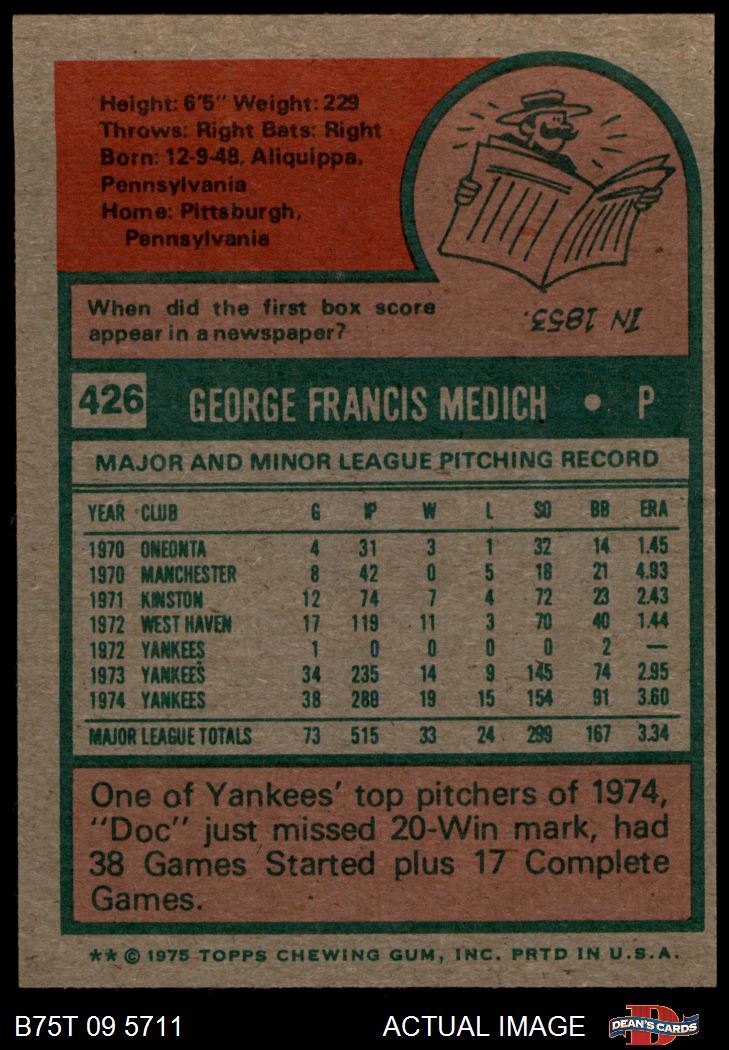 Height: 6'5" Weight: 229
Throws: Right Bats: Right
Born: 12-9-48, Aliquippa,
Pennsylvania
Home: Pittsburgh,
Pennsylvania
When did the first box score
appear in a newspaper?
IN 1853.
426 GEORGE FRANCIS MEDICH • P
MAJOR AND MINOR LEAGUE PITCHING RECORD
YEAR CLUB G IP W L SO BB ERA
1970 ONEONTA 4 31 3 1 32 14 1.45
1970 MANCHESTER 8 42 0 5 18 21 4.93
1971 KINSTON 12 74 7 4 72 23 2.43
1972 WEST HAVEN 17 119 11 3 70 40 1.44
1972 YANKEES 1 0 0 0 0 2 —
1973 YANKEES 34 235 14 9 145 74 2.95
1974 YANKEES 38 280 19 15 154 91 3.60
MAJOR LEAGUE TOTALS 73 515 33 24 299 167 3.34
One of Yankees' top pitchers of 1974,
"Doc" just missed 20-Win mark, had
38 Games Started plus 17 Complete
Games.
** © 1975 TOPPS CHEWING GUM, INC. PRTD IN U.S.A.
B75T 09 5711 ACTUAL IMAGE DEAN'S CARDS